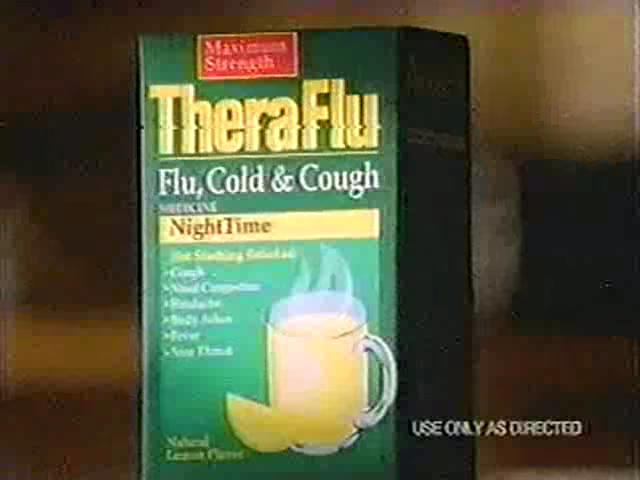 Maximum
Strength
TheraFlu
Flu, Cold & Cough
MEDICINE
NightTime
Hot Soothing Relief of:
• Cough
• Nasal Congestion
• Headache
• Body Aches
• Fever
• Sore Throat
Natural
Lemon Flavor
USE ONLY AS DIRECTED